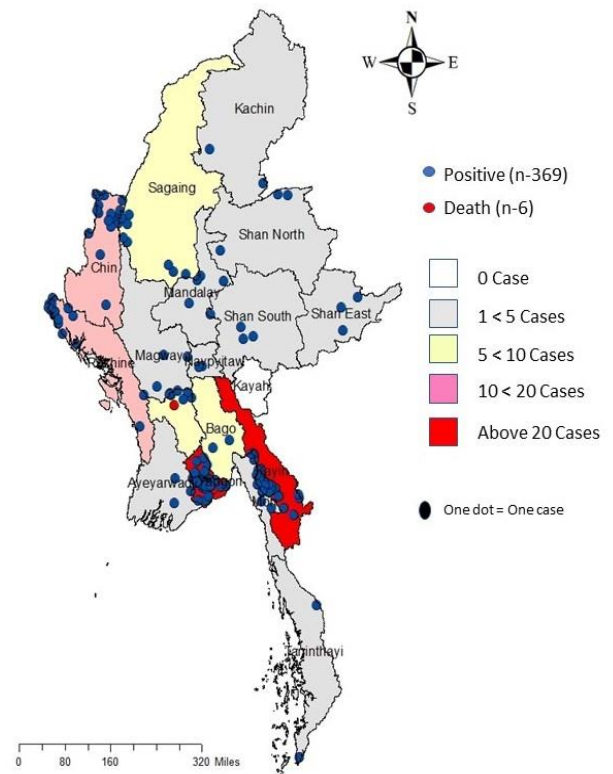 N
W E
S
Kachin
Positive (n-369)
Sagaing
Death (n-6)
Shan North
Chin
0 Case
Mandalay
1 < 5 Cases
Shan South
Shan East
Magway
5 < 10 Cases
Naypyitaw
Kayah
10 < 20 Cases
Bago
Above 20 Cases
Kayin
Ayeyarwady
One dot = One case
Tanintharyi
0 80 160 320 Miles